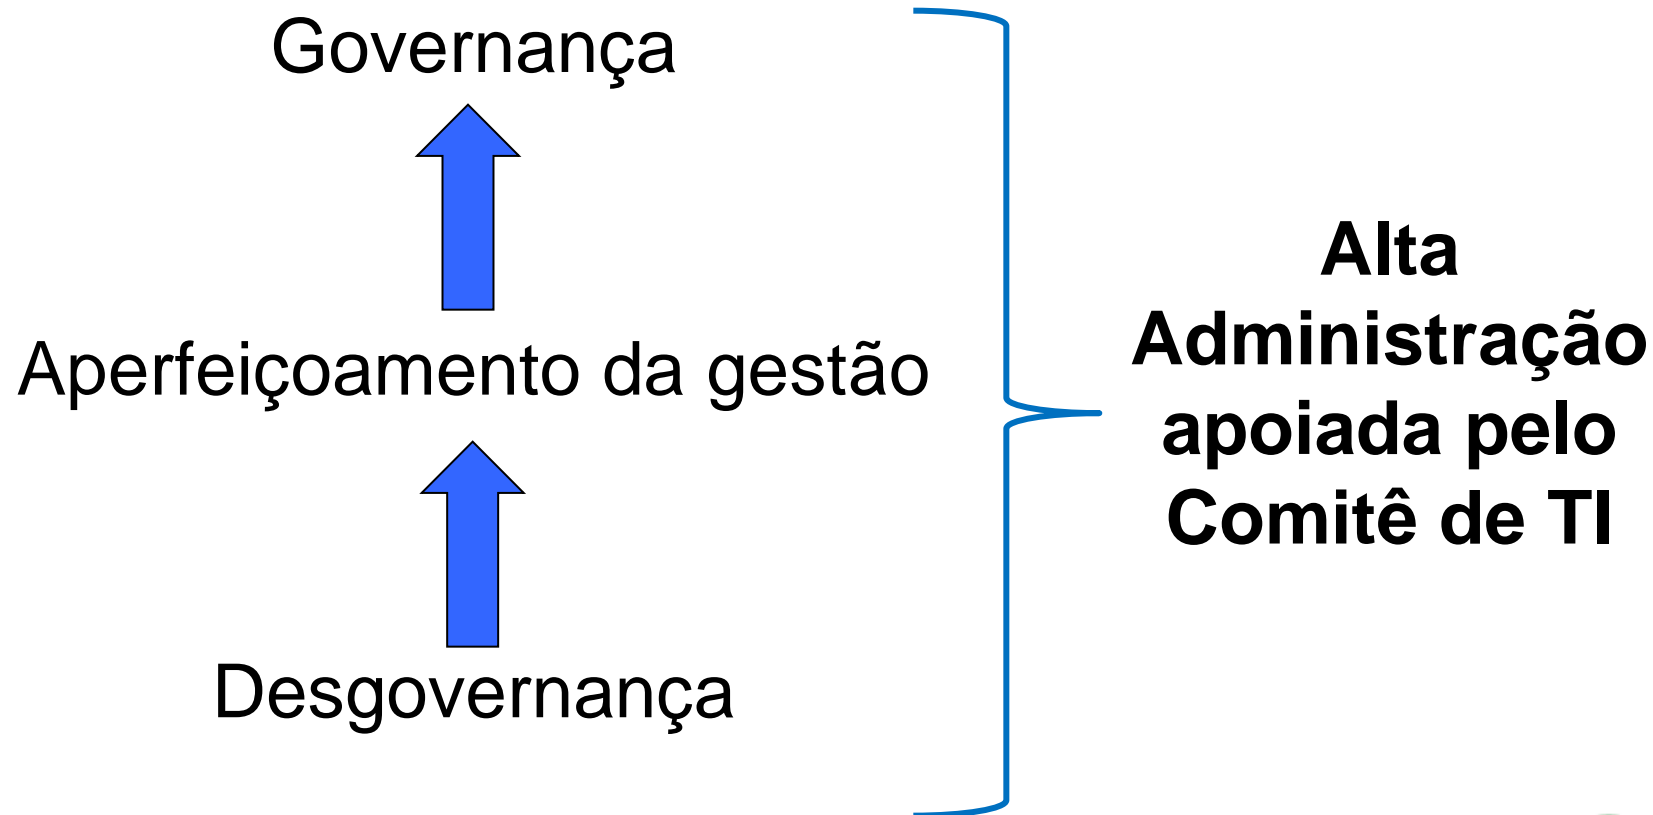 Governança
Aperfeiçoamento da gestão
Desgovernança
Alta
Administração
apoiada pelo
Comitê de TI